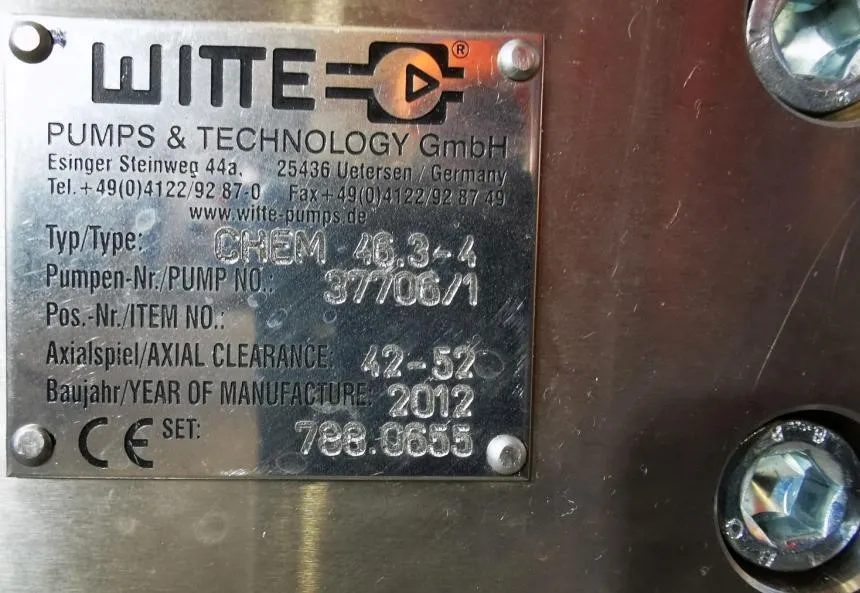 WITTE ®
PUMPS & TECHNOLOGY GmbH
Esinger Steinweg 44a, 25436 Uetersen / Germany
Tel.+49(0)4122/92 87-0 Fax+49(0)4122/92 87 49
www.witte-pumps.de
Typ/Type: CHEM 46.3-4
Pumpen-Nr./PUMP NO.: 37706/1
Pos.-Nr./ITEM NO.:
Axialspiel/AXIAL CLEARANCE: 42-52
Baujahr/YEAR OF MANUFACTURE: 2012
CE SET: 788.0655
8.8